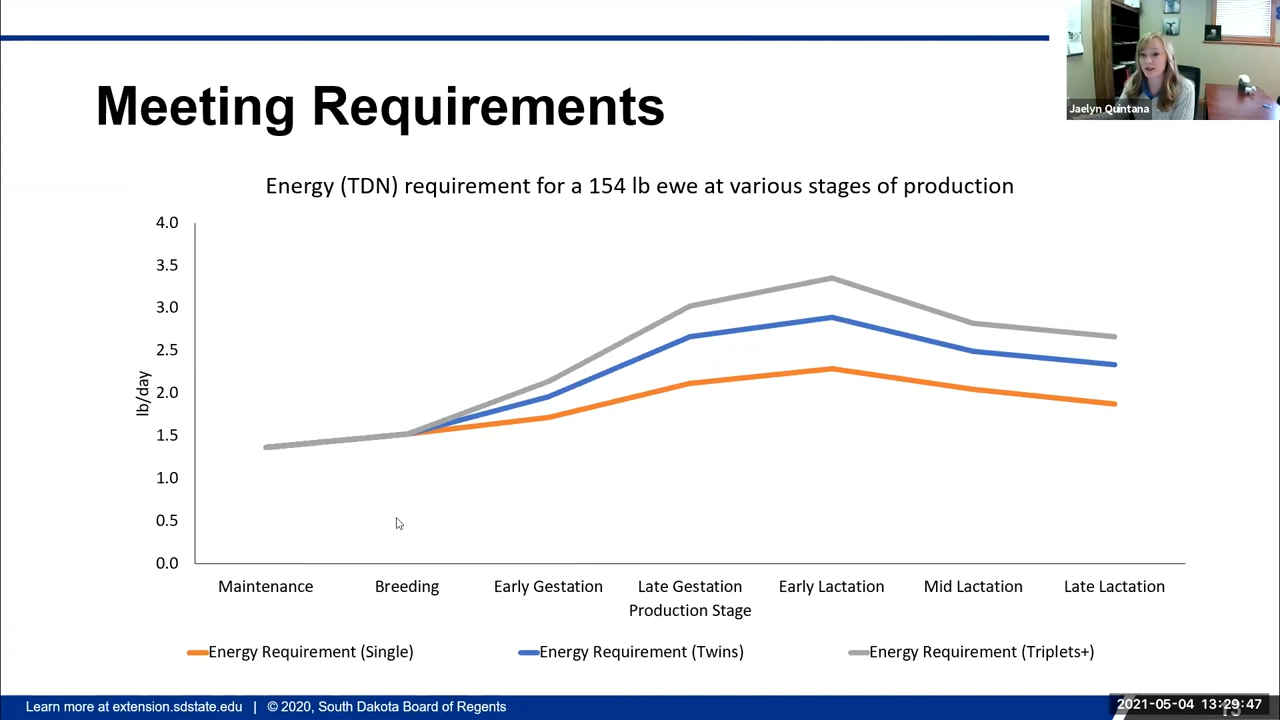 Jaelyn Quintana
Meeting Requirements
Energy (TDN) requirement for a 154 lb ewe at various stages of production
4.0
3.5
3.0
2.5
2.0
1.5
1.0
0.5
0.0
lb/day
Maintenance Breeding Early Gestation Late Gestation Early Lactation Mid Lactation Late Lactation
Production Stage
Energy Requirement (Single) Energy Requirement (Twins) Energy Requirement (Triplets+)
Learn more at extension.sdstate.edu | © 2020, South Dakota Board of Regents
2021-05-04 13:29:47